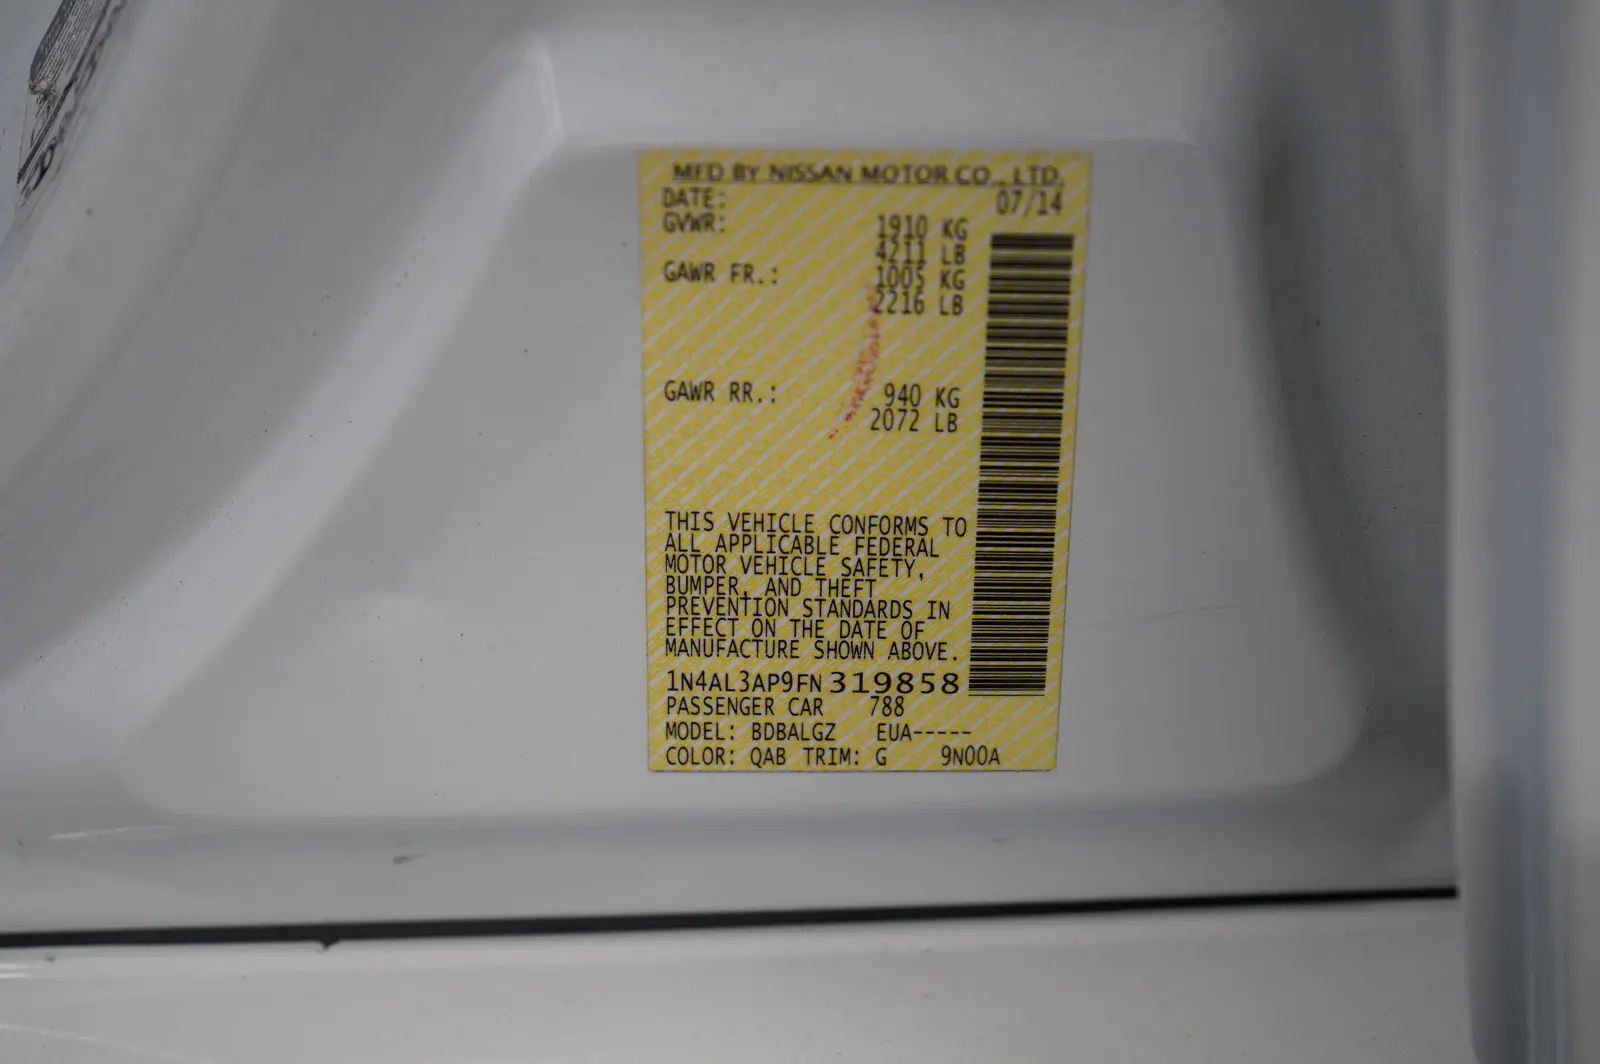 MFD BY NISSAN MOTOR CO., LTD.
DATE: 07/14
GVWR: 1910 KG
4211 LB
GAWR FR.: 1005 KG
2216 LB
GAWR RR.: 940 KG
2072 LB
THIS VEHICLE CONFORMS TO
ALL APPLICABLE FEDERAL
MOTOR VEHICLE SAFETY,
BUMPER, AND THEFT
PREVENTION STANDARDS IN
EFFECT ON THE DATE OF
MANUFACTURE SHOWN ABOVE.
1N4AL3AP9FN319858
PASSENGER CAR 788
MODEL: BDBALGZ EUA-----
COLOR: QAB TRIM: G 9N00A